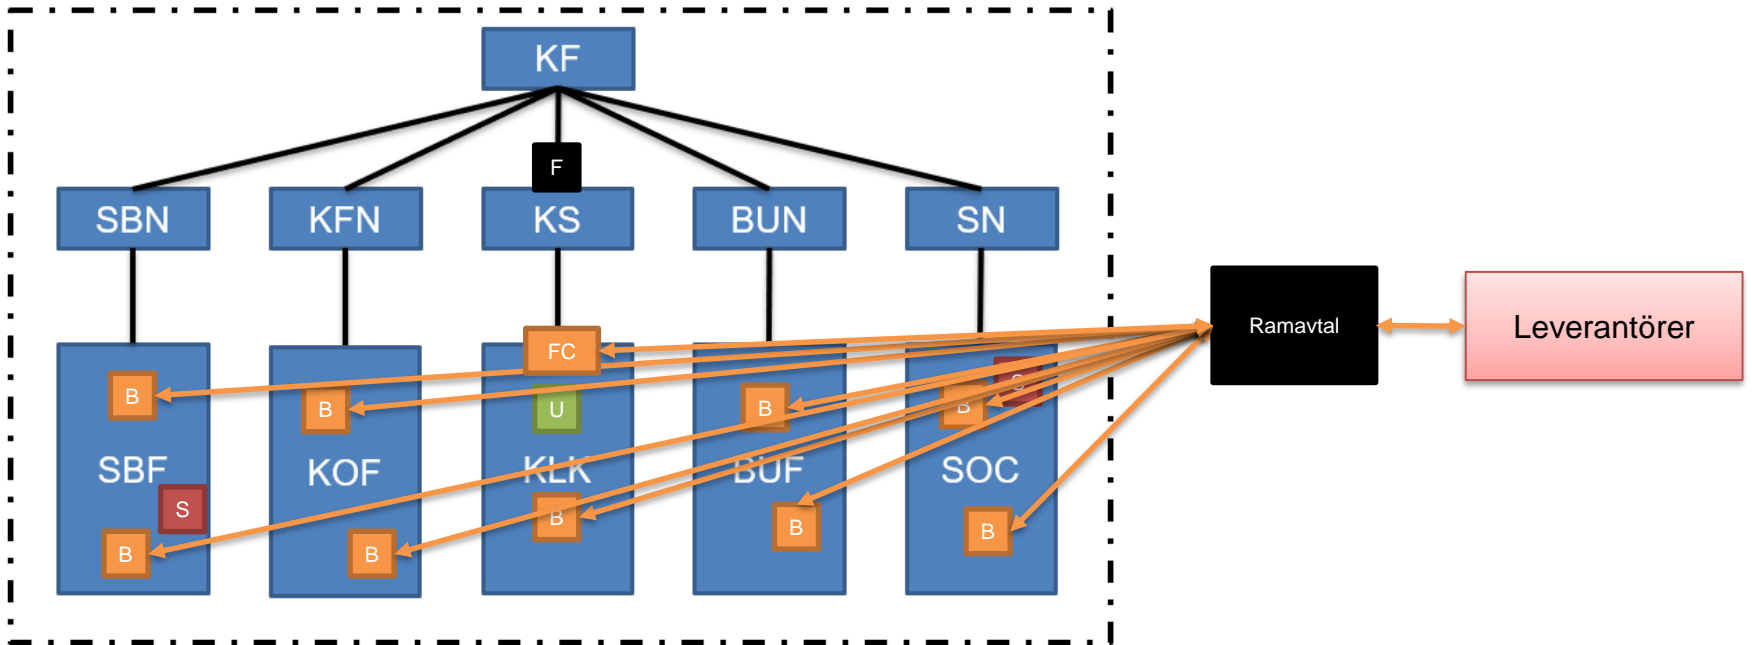 KF
F
SBN
KFN
KS
BUN
SN
Ramavtal
Leverantörer
FC
B
B
U
B
B
S
SBF
KOF
KLK
BUF
SOC
S
B
B
B
B
B